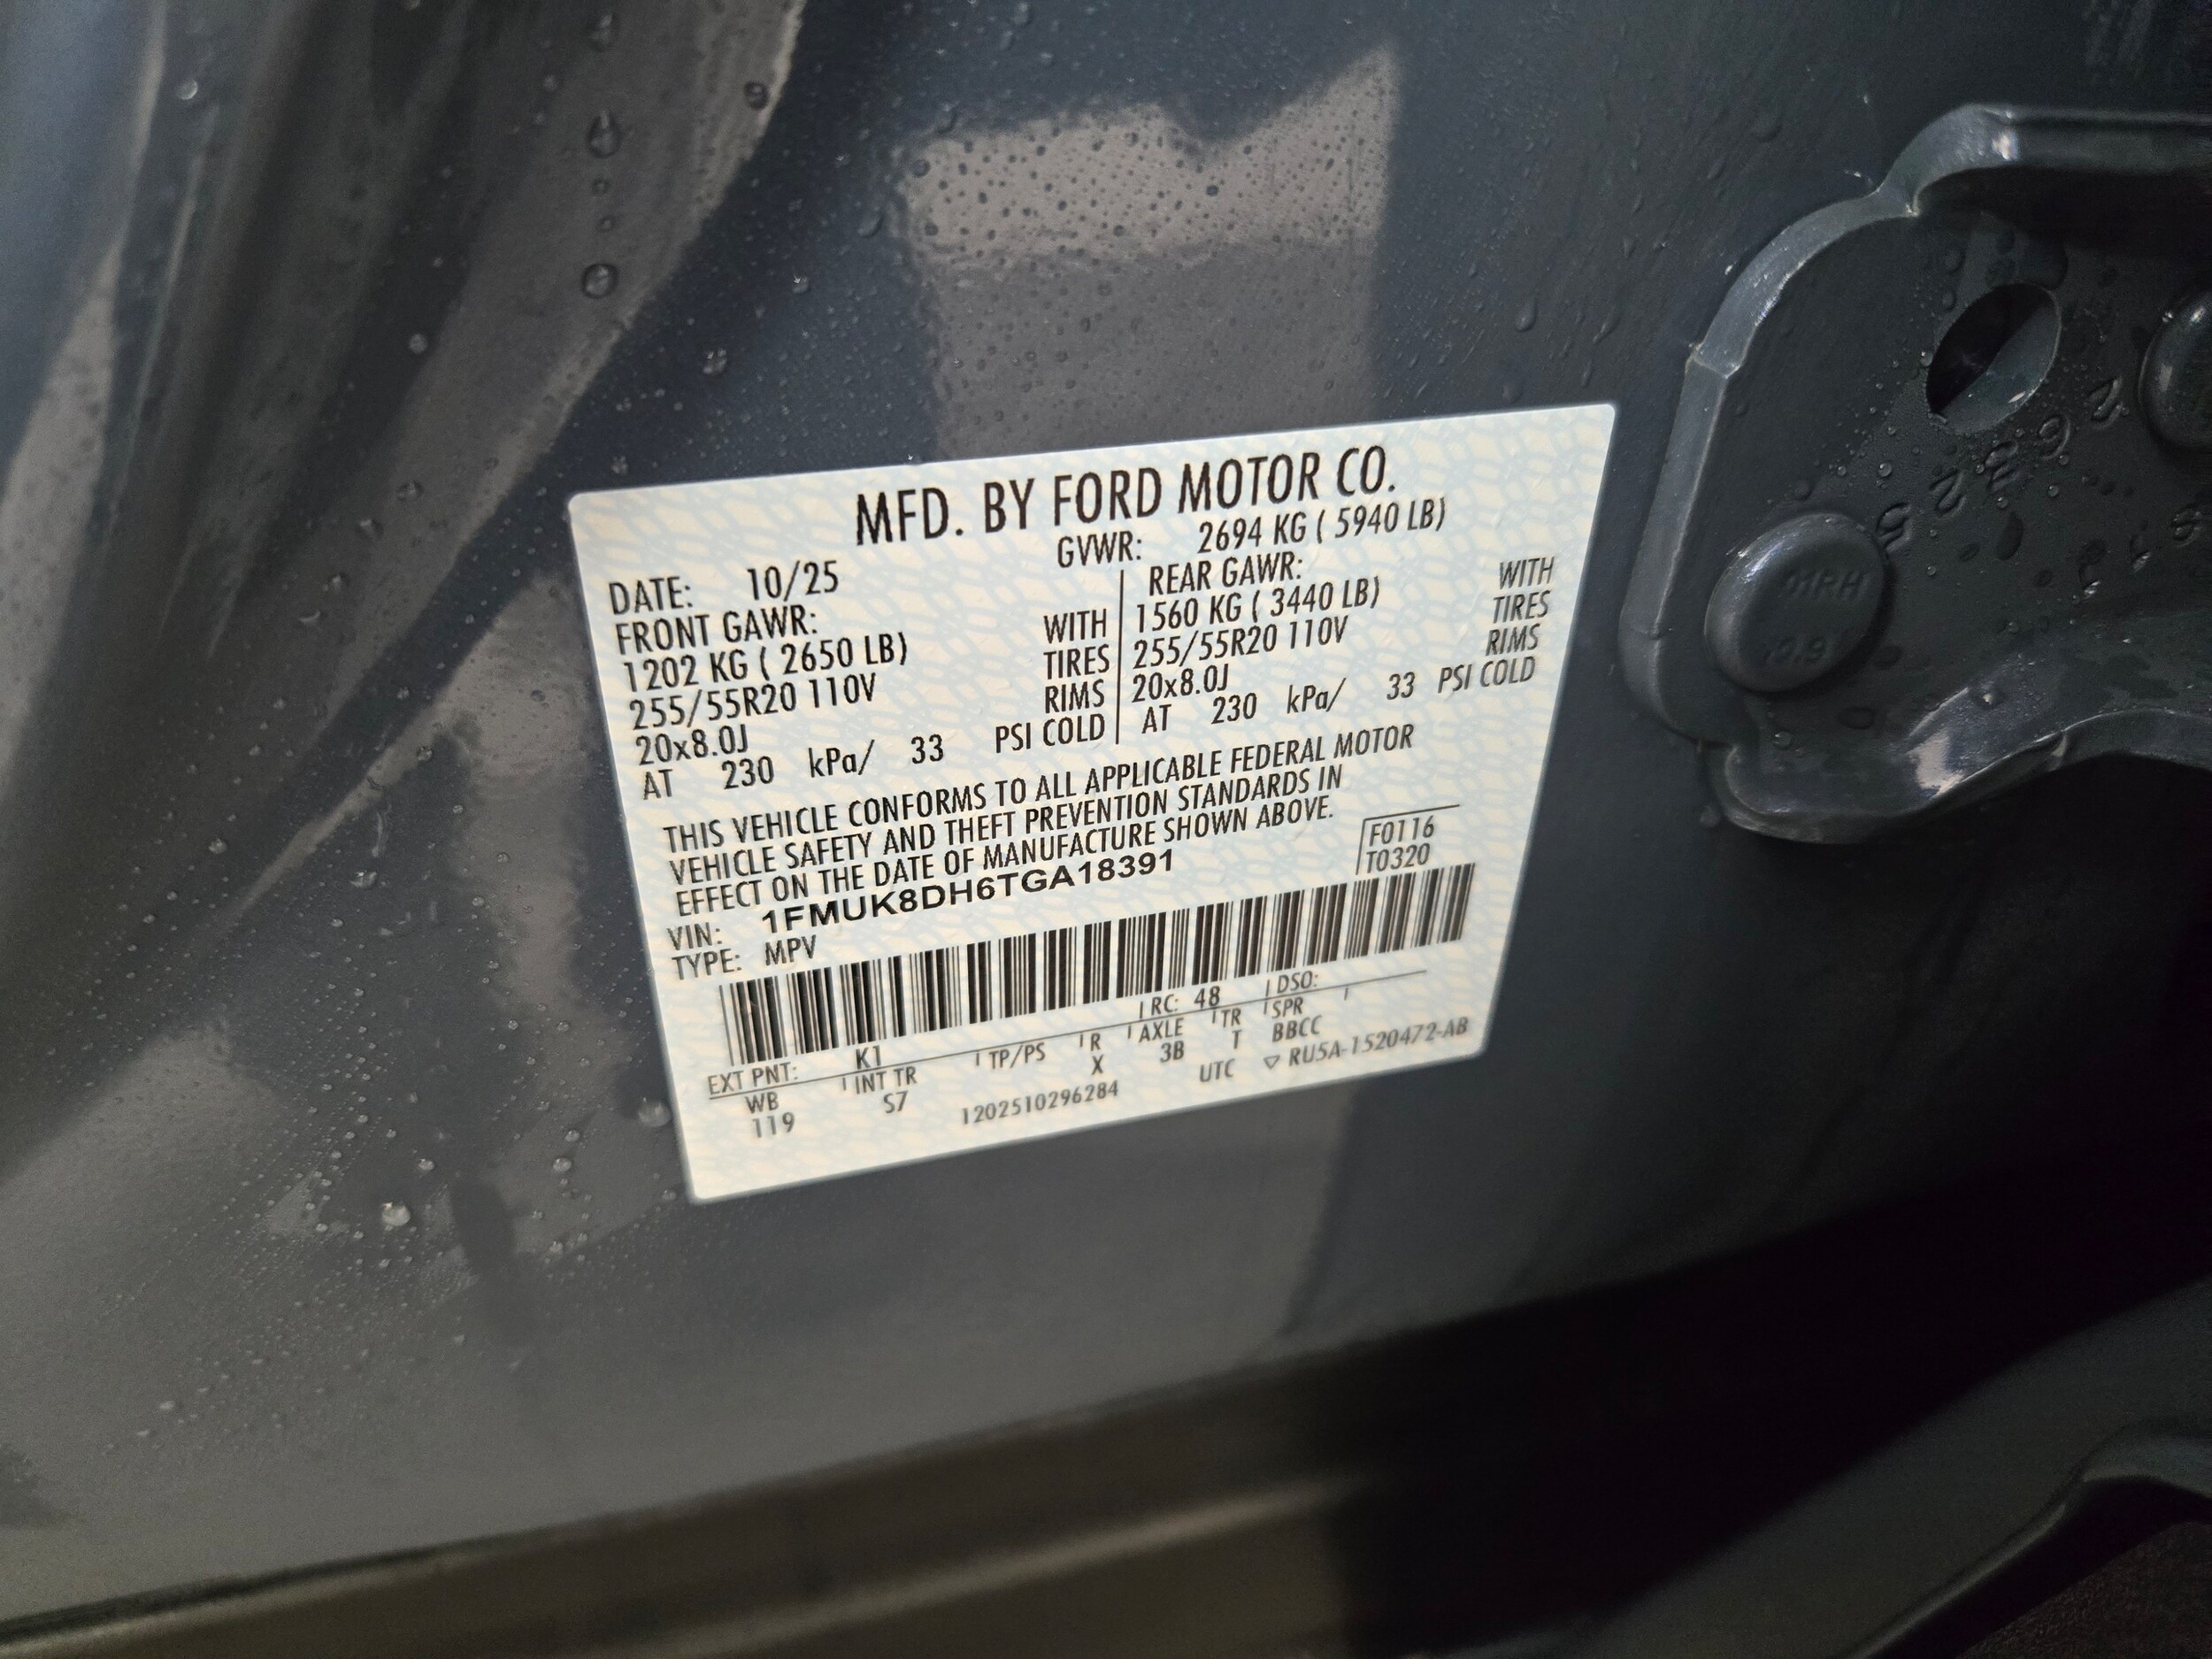 MFD. BY FORD MOTOR CO.
DATE: 10/25 GVWR: 2694 KG ( 5940 LB)
FRONT GAWR: REAR GAWR:
1202 KG ( 2650 LB) WITH 1560 KG ( 3440 LB) WITH
255/55R20 110V TIRES 255/55R20 110V TIRES
20x8.0J RIMS 20x8.0J RIMS
AT 230 kPa/ 33 PSI COLD AT 230 kPa/ 33 PSI COLD
THIS VEHICLE CONFORMS TO ALL APPLICABLE FEDERAL MOTOR
VEHICLE SAFETY AND THEFT PREVENTION STANDARDS IN
EFFECT ON THE DATE OF MANUFACTURE SHOWN ABOVE.
F0116
T0320
VIN: 1FMUK8DH6TGA18391
TYPE: MPV
EXT PNT: K1 RC: 48 DSO:
WB INT TR TP/PS R AXLE TR SPR
119 S7 X 3B T BBCC
1202510296284 UTC ▽ RU5A-1520472-AB
91RH